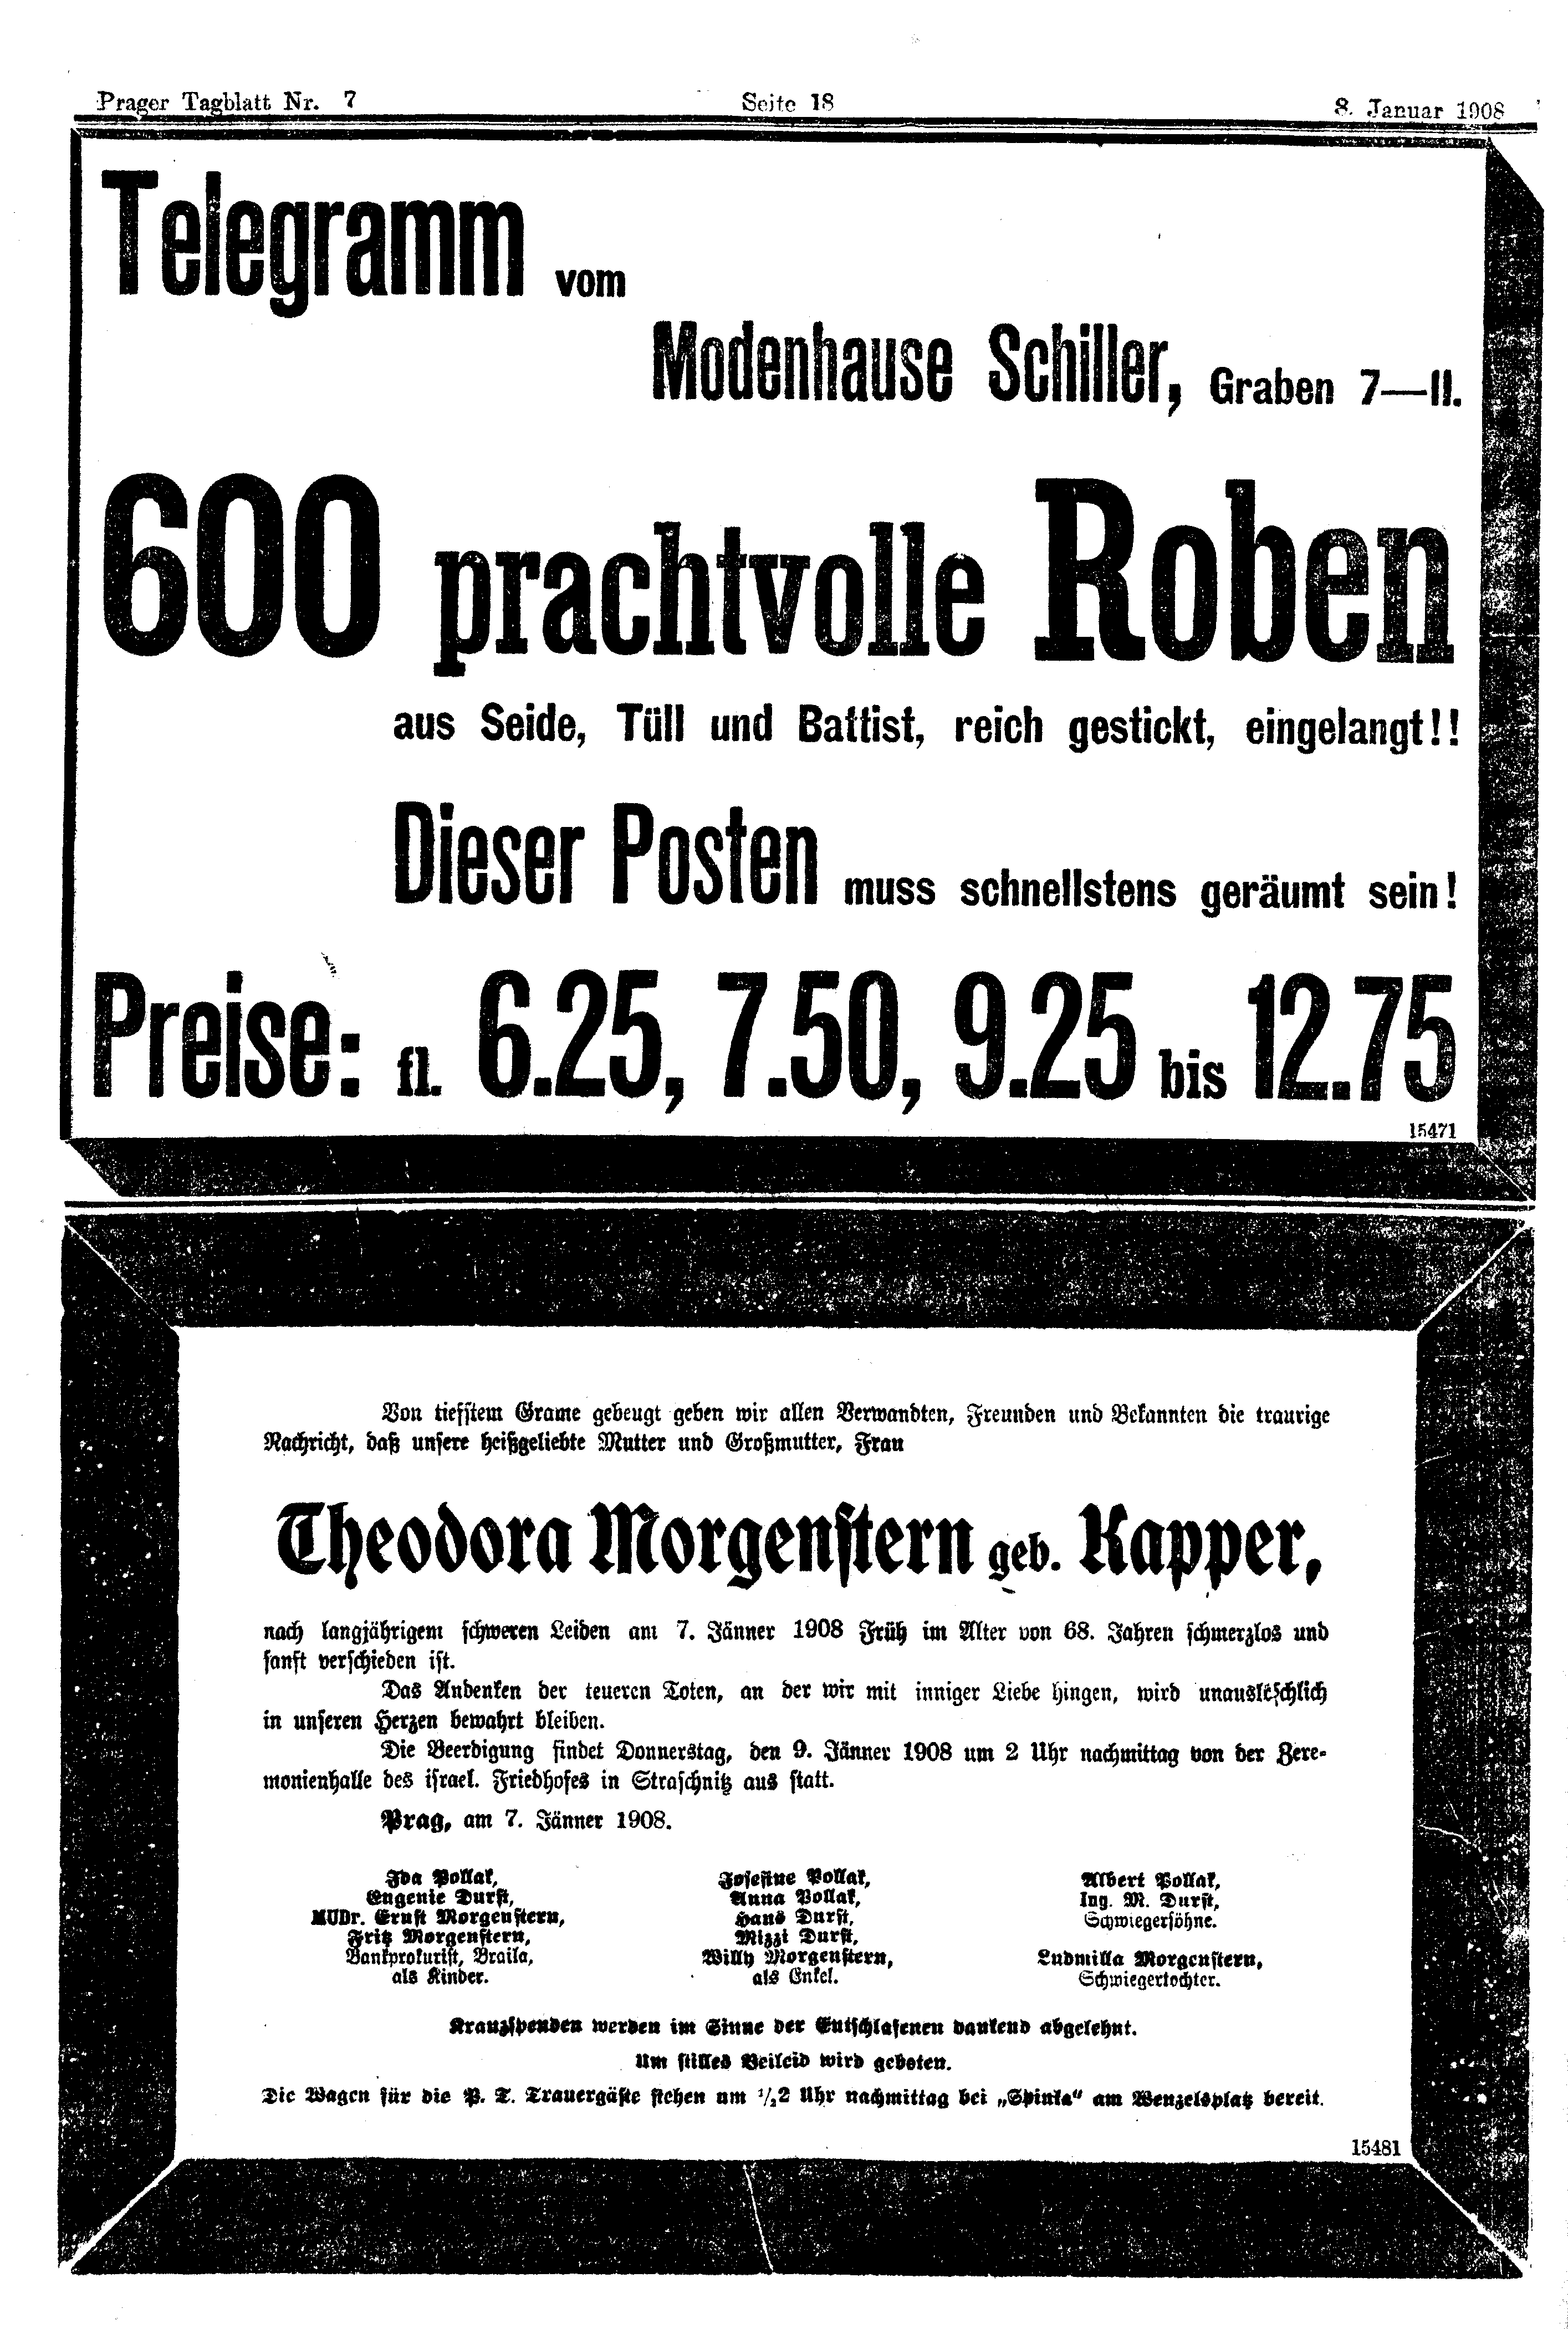 Prager Tagblatt Nr. 7 Seite 18 8. Januar 1908
Telegramm vom
Modenhause Schiller, Graben 7—II.
600 prachtvolle Roben
aus Seide, Tüll und Battist, reich gestickt, eingelangt!!
Dieser Posten muss schnellstens geräumt sein!
Preise: fl. 6.25, 7.50, 9.25 bis 12.75
15471
Von tiefstem Grame gebeugt geben wir allen Verwandten, Freunden und Bekannten die traurige
Nachricht, daß unsere heißgeliebte Mutter und Großmutter, Frau
Theodora Morgenstern geb. Kapper,
nach langjährigem schweren Leiden am 7. Jänner 1908 Früh im Alter von 68. Jahren schmerzlos und
sanft verschieden ist.
Das Andenken der teueren Toten, an der wir mit inniger Liebe hingen, wird unauslöschlich
in unseren Herzen bewahrt bleiben.
Die Beerdigung findet Donnerstag, den 9. Jänner 1908 um 2 Uhr nachmittag von der Zere-
monienhalle des israel. Friedhofes in Straschnitz aus statt.
Prag, am 7. Jänner 1908.
Ida Pollak,
Eugenie Durst,
MUDr. Ernst Morgenstern,
Fritz Morgenstern,
Bankprokurist, Braila,
als Kinder.
Josefine Pollak,
Anna Pollak,
Hans Durst,
Mizzi Durst,
Willy Morgenstern,
als Enkel.
Albert Pollak,
Ing. M. Durst,
Schwiegersöhne.
Ludmilla Morgenstern,
Schwiegertochter.
Kranzspenden werden im Sinne der Entschlafenen dankend abgelehnt.
Um stilles Beileid wird gebeten.
Die Wagen für die P. T. Trauergäste stehen um 1/2 2 Uhr nachmittag bei „Spinka“ am Wenzelsplatz bereit.
15481